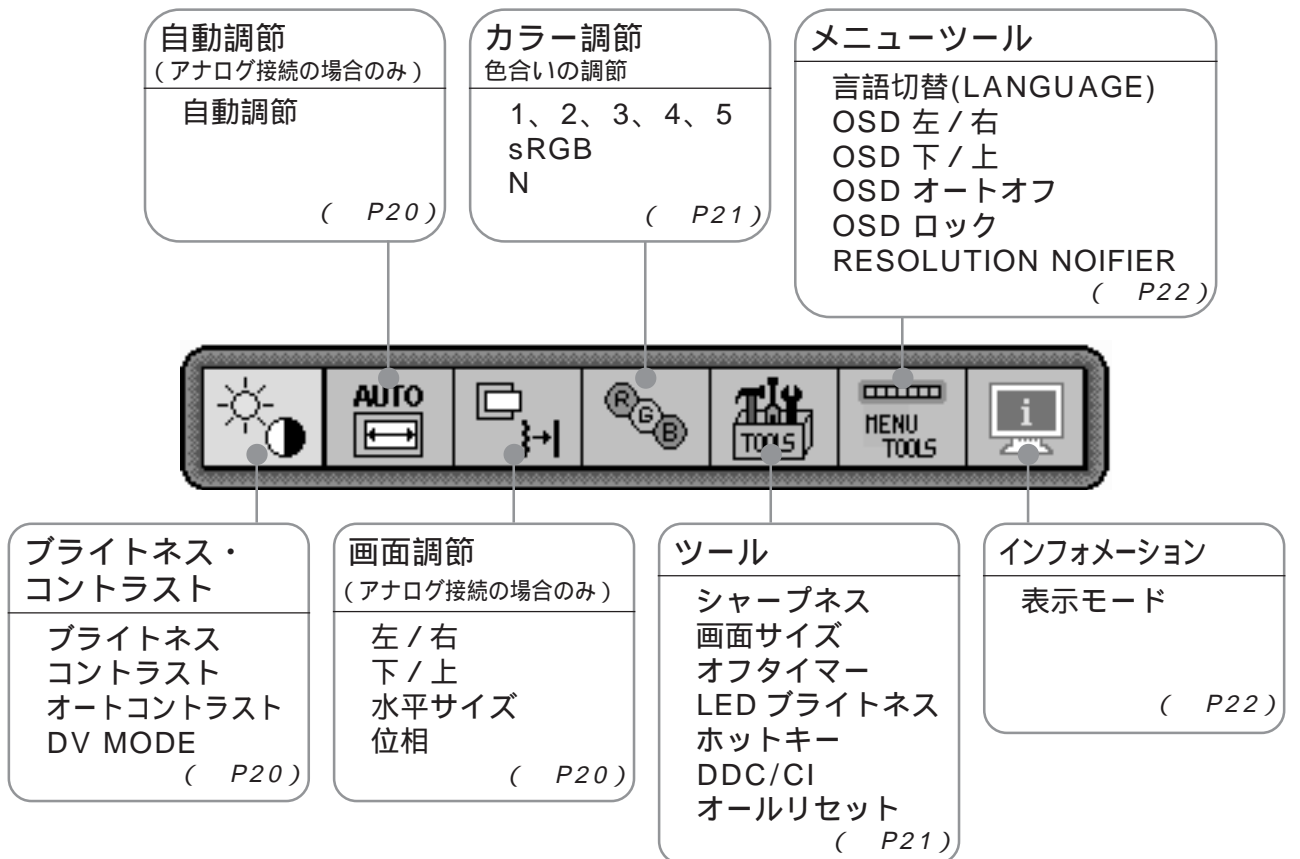 自動調節
(アナログ接続の場合のみ)
自動調節
( P20)
カラー調節
色合いの調節
1、2、3、4、5
sRGB
N
( P21)
メニューツール
言語切替(LANGUAGE)
OSD 左/右
OSD 下/上
OSD オートオフ
OSD ロック
RESOLUTION NOIFIER
( P22)
AUTO
R
G
B
TOOLS
MENU
TOOLS
i
ブライトネス・
コントラスト
ブライトネス
コントラスト
オートコントラスト
DV MODE
( P20)
画面調節
(アナログ接続の場合のみ)
左/右
下/上
水平サイズ
位相
( P20)
ツール
シャープネス
画面サイズ
オフタイマー
LED ブライトネス
ホットキー
DDC/CI
オールリセット
( P21)
インフォメーション
表示モード
( P22)